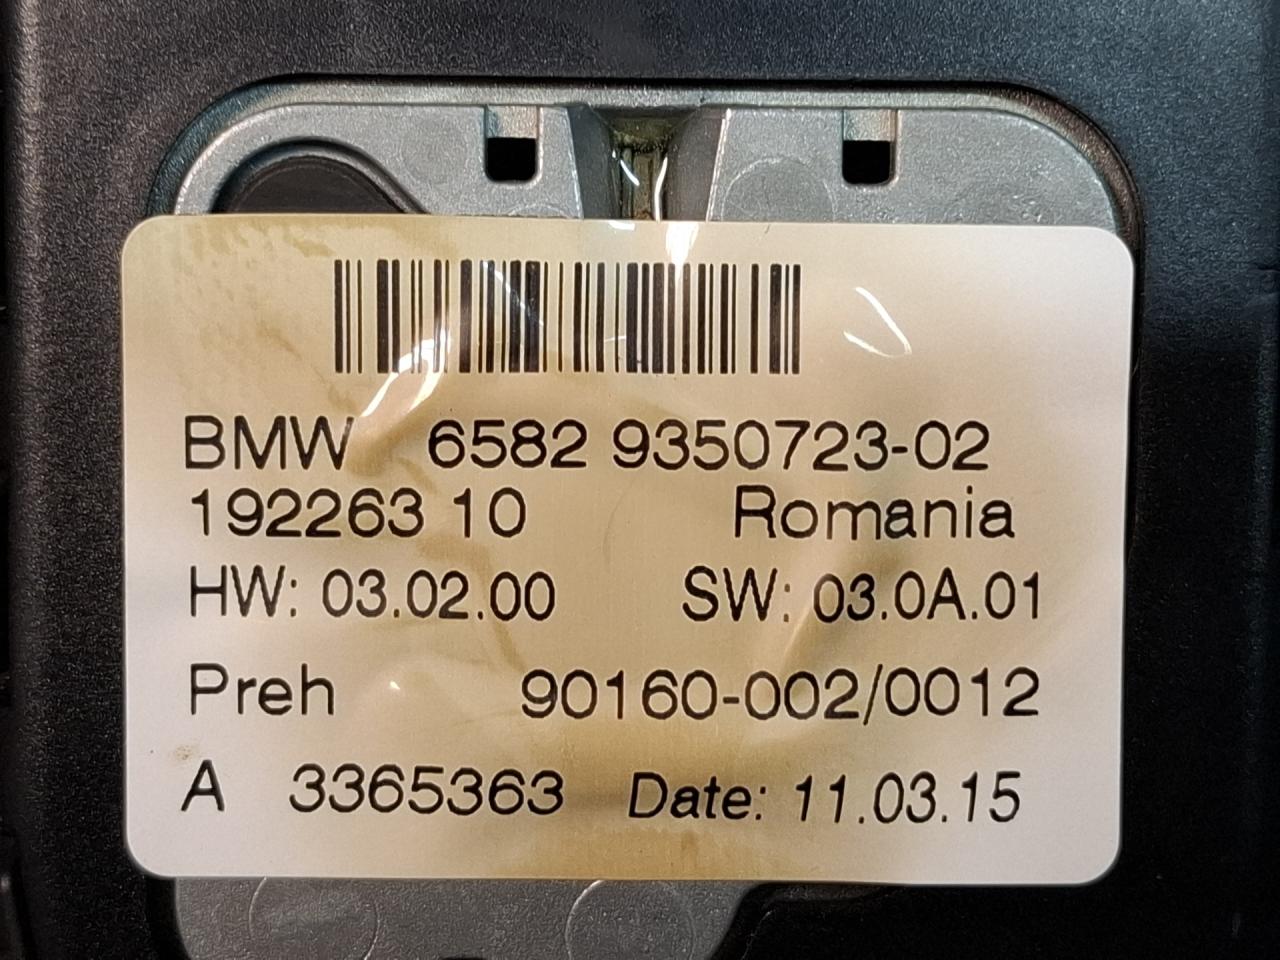 BMW 6582 9350723-02
192263 10 Romania
HW: 03.02.00 SW: 03.0A.01
Preh 90160-002/0012
A 3365363 Date: 11.03.15